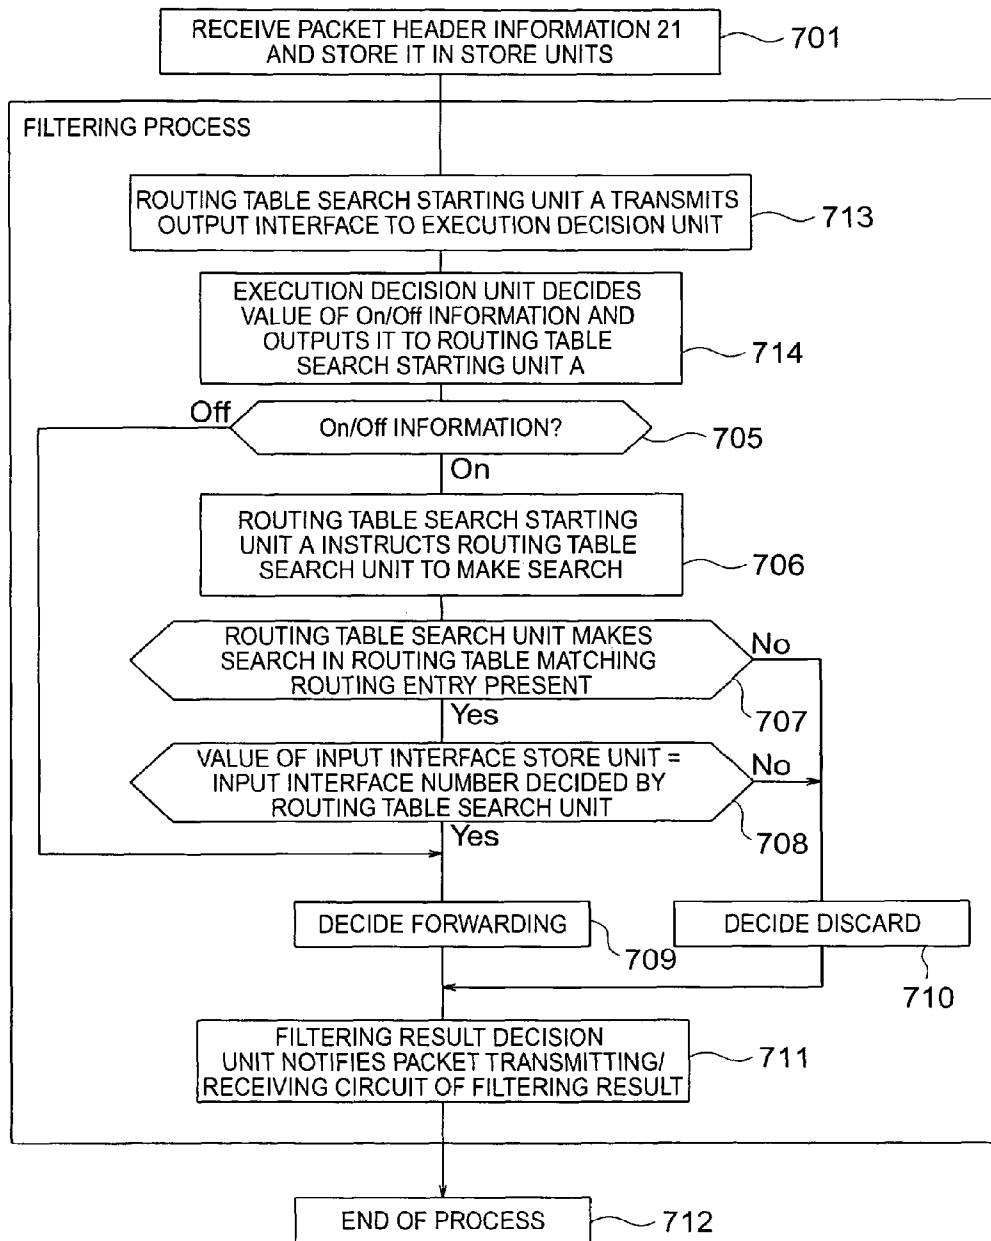 RECEIVE PACKET HEADER INFORMATION 21
AND STORE IT IN STORE UNITS
701
FILTERING PROCESS
ROUTING TABLE SEARCH STARTING UNIT A TRANSMITS
OUTPUT INTERFACE TO EXECUTION DECISION UNIT
713
EXECUTION DECISION UNIT DECIDES
VALUE OF On/Off INFORMATION AND
OUTPUTS IT TO ROUTING TABLE
SEARCH STARTING UNIT A
714
Off
On/Off INFORMATION?
705
On
ROUTING TABLE SEARCH STARTING
UNIT A INSTRUCTS ROUTING TABLE
SEARCH UNIT TO MAKE SEARCH
706
ROUTING TABLE SEARCH UNIT MAKES
SEARCH IN ROUTING TABLE MATCHING
ROUTING ENTRY PRESENT
No
707
Yes
VALUE OF INPUT INTERFACE STORE UNIT =
INPUT INTERFACE NUMBER DECIDED BY
ROUTING TABLE SEARCH UNIT
No
708
Yes
DECIDE FORWARDING
709
DECIDE DISCARD
710
FILTERING RESULT DECISION
UNIT NOTIFIES PACKET TRANSMITTING/
RECEIVING CIRCUIT OF FILTERING RESULT
711
END OF PROCESS
712